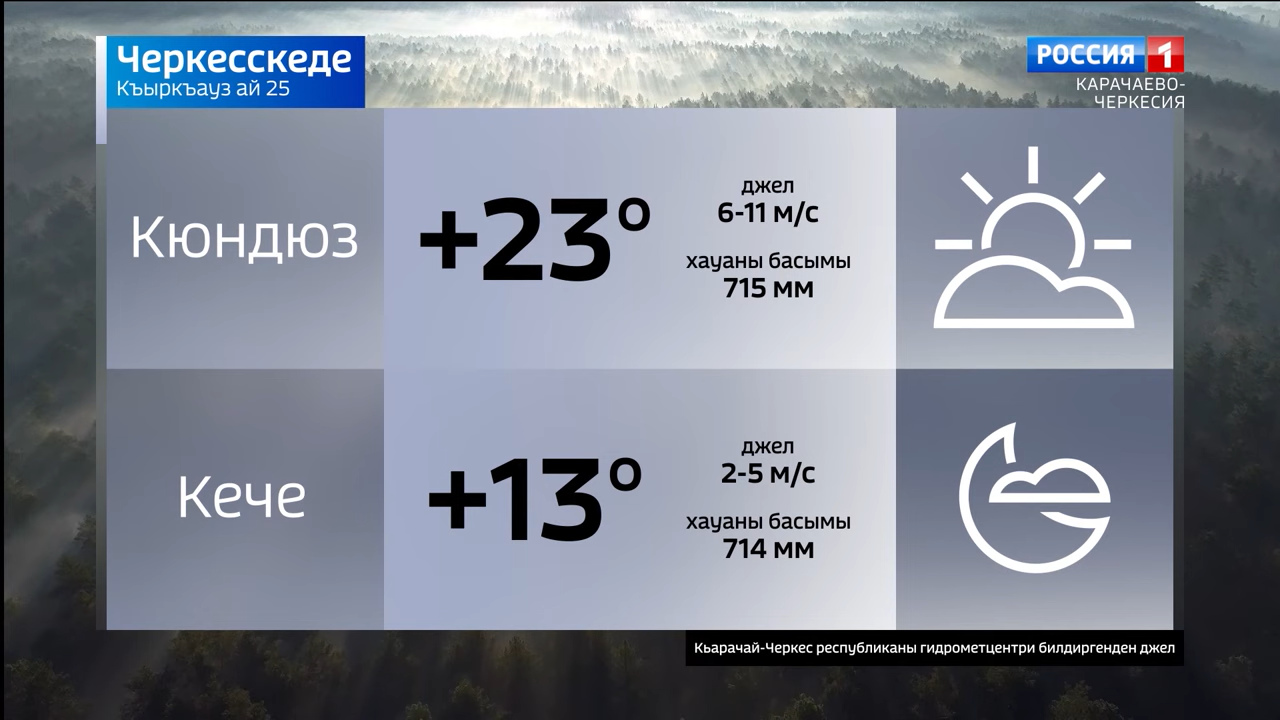 Черкесскеде
Къыркъауз ай 25
РОССИЯ 1
КАРАЧАЕВО-
ЧЕРКЕСИЯ
Кюндюз
+23°
джел
6-11 м/с
хауаны басымы
715 мм
Кече
+13°
джел
2-5 м/с
хауаны басымы
714 мм
Кьарачай-Черкес республиканы гидрометцентри билдиргенден джел